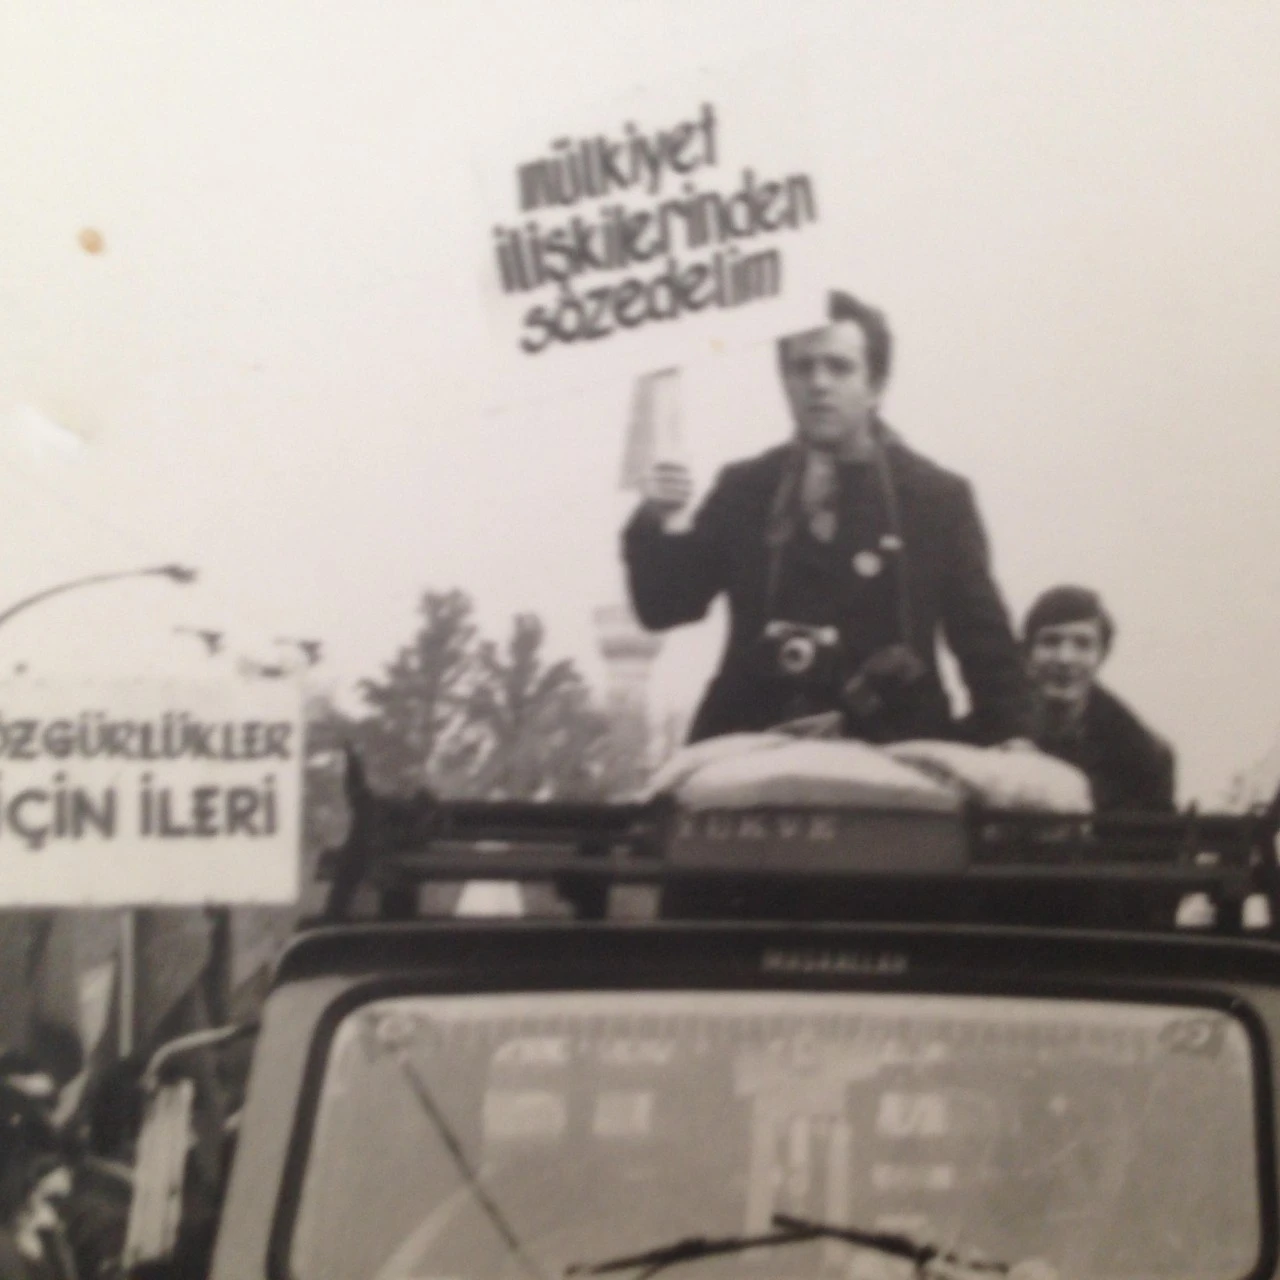 mülkiyet
ilişkilerinden
sözedelim
ÖZGÜRLÜKLER
İÇİN İLERİ